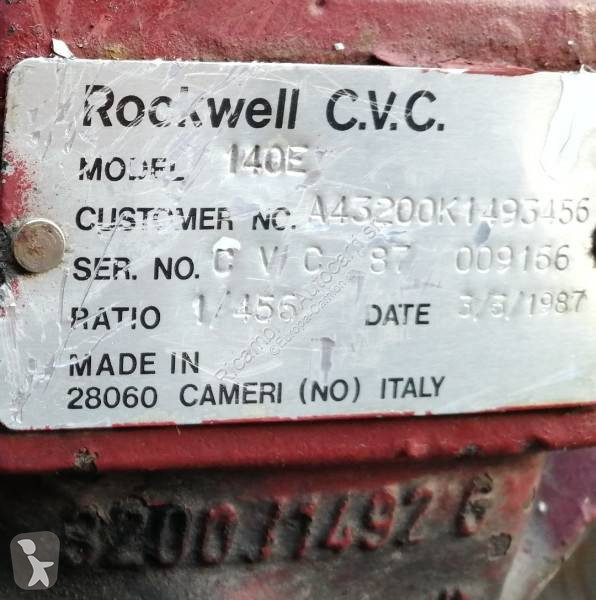 Rockwell C.V.C.
MODEL 140E
CUSTOMER NO. A43200K1493456
SER. NO. C V C 87 009166
RATIO 1/456 DATE 3/3/1987
MADE IN
28060 CAMERI (NO) ITALY